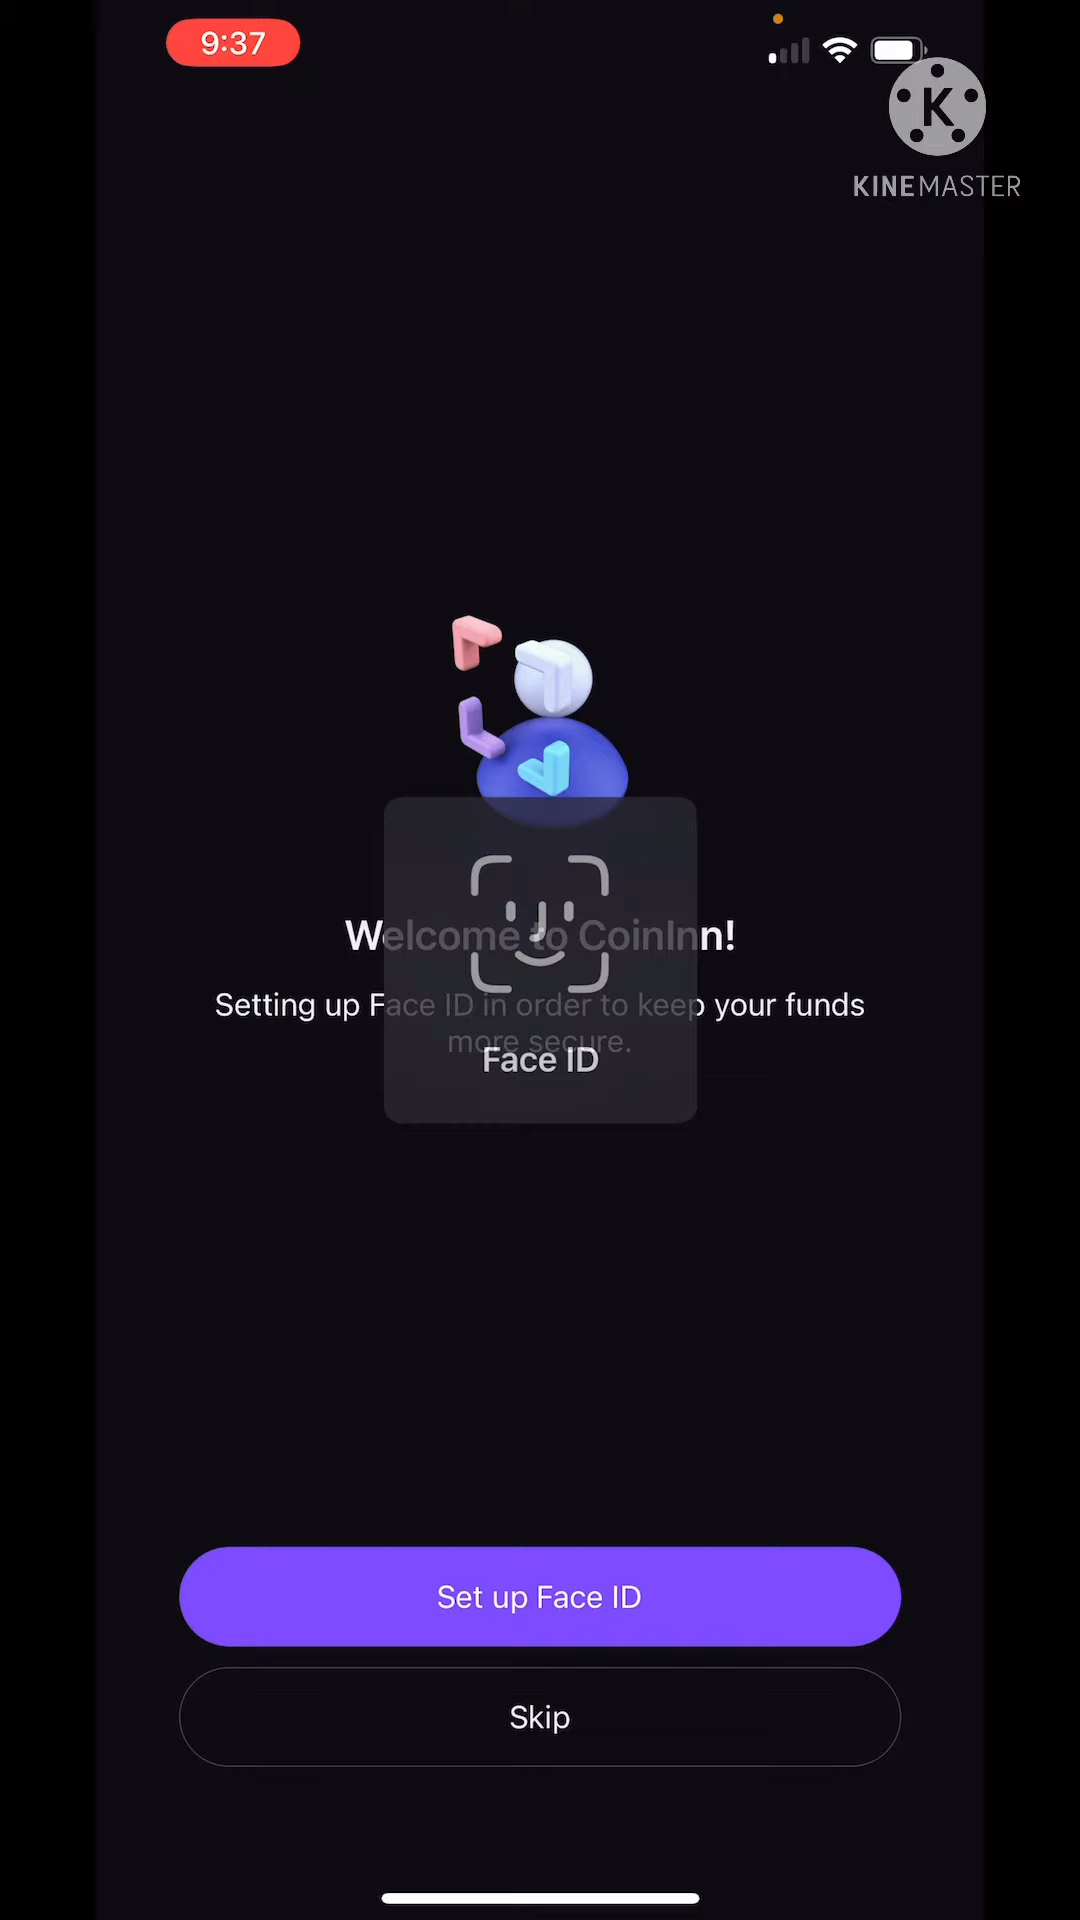 9:37
K
KINEMASTER
Welcome to CoinInn!
Setting up Face ID in order to keep your funds
more secure.
Face ID
Set up Face ID
Skip